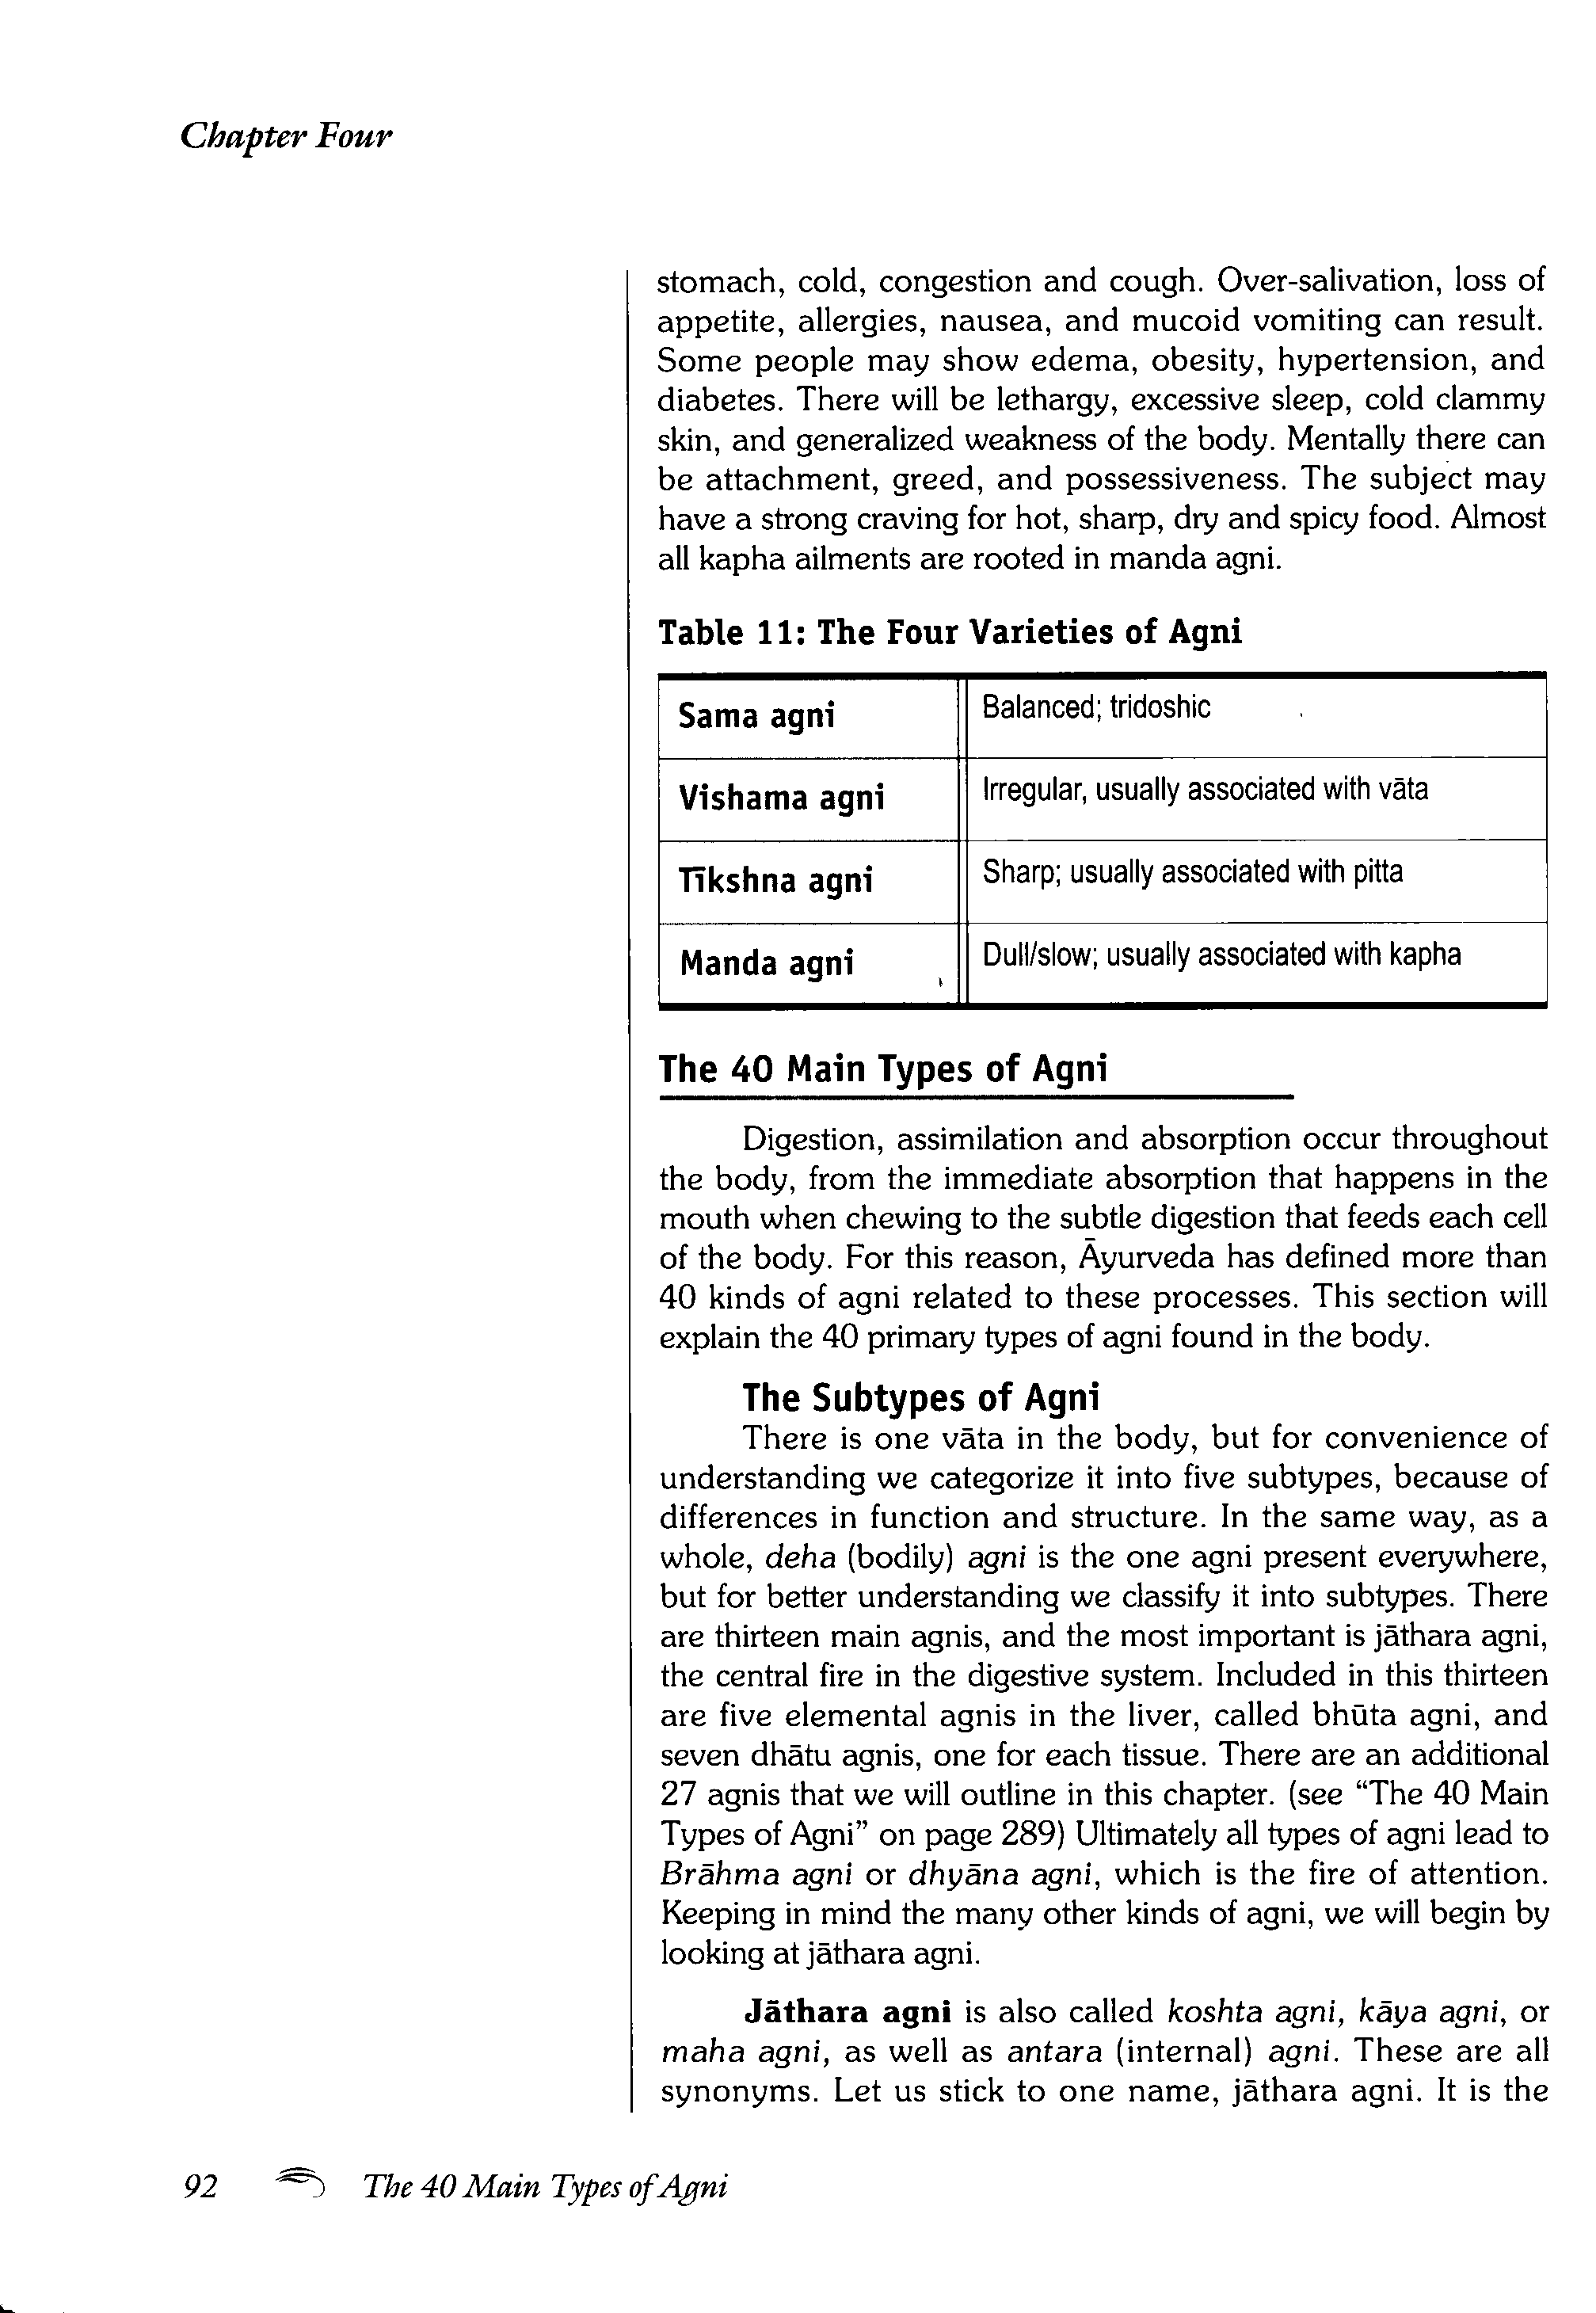 Chapter Four
stomach, cold, congestion and cough. Over-salivation, loss of
appetite, allergies, nausea, and mucoid vomiting can result.
Some people may show edema, obesity, hypertension, and
diabetes. There will be lethargy, excessive sleep, cold clammy
skin, and generalized weakness of the body. Mentally there can
be attachment, greed, and possessiveness. The subject may
have a strong craving for hot, sharp, dry and spicy food. Almost
all kapha ailments are rooted in manda agni.
Table 11: The Four Varieties of Agni
Sama agni Balanced; tridoshic
Vishama agni Irregular, usually associated with vāta
Tīkshna agni Sharp; usually associated with pitta
Manda agni Dull/slow; usually associated with kapha
The 40 Main Types of Agni
Digestion, assimilation and absorption occur throughout
the body, from the immediate absorption that happens in the
mouth when chewing to the subtle digestion that feeds each cell
of the body. For this reason, Āyurveda has defined more than
40 kinds of agni related to these processes. This section will
explain the 40 primary types of agni found in the body.
The Subtypes of Agni
There is one vāta in the body, but for convenience of
understanding we categorize it into five subtypes, because of
differences in function and structure. In the same way, as a
whole, deha (bodily) agni is the one agni present everywhere,
but for better understanding we classify it into subtypes. There
are thirteen main agnis, and the most important is jāthara agni,
the central fire in the digestive system. Included in this thirteen
are five elemental agnis in the liver, called bhūta agni, and
seven dhātu agnis, one for each tissue. There are an additional
27 agnis that we will outline in this chapter. (see “The 40 Main
Types of Agni” on page 289) Ultimately all types of agni lead to
Brāhma agni or dhyāna agni, which is the fire of attention.
Keeping in mind the many other kinds of agni, we will begin by
looking at jāthara agni.
Jāthara agni is also called koshta agni, kāya agni, or
maha agni, as well as antara (internal) agni. These are all
synonyms. Let us stick to one name, jāthara agni. It is the
92 The 40 Main Types of Agni